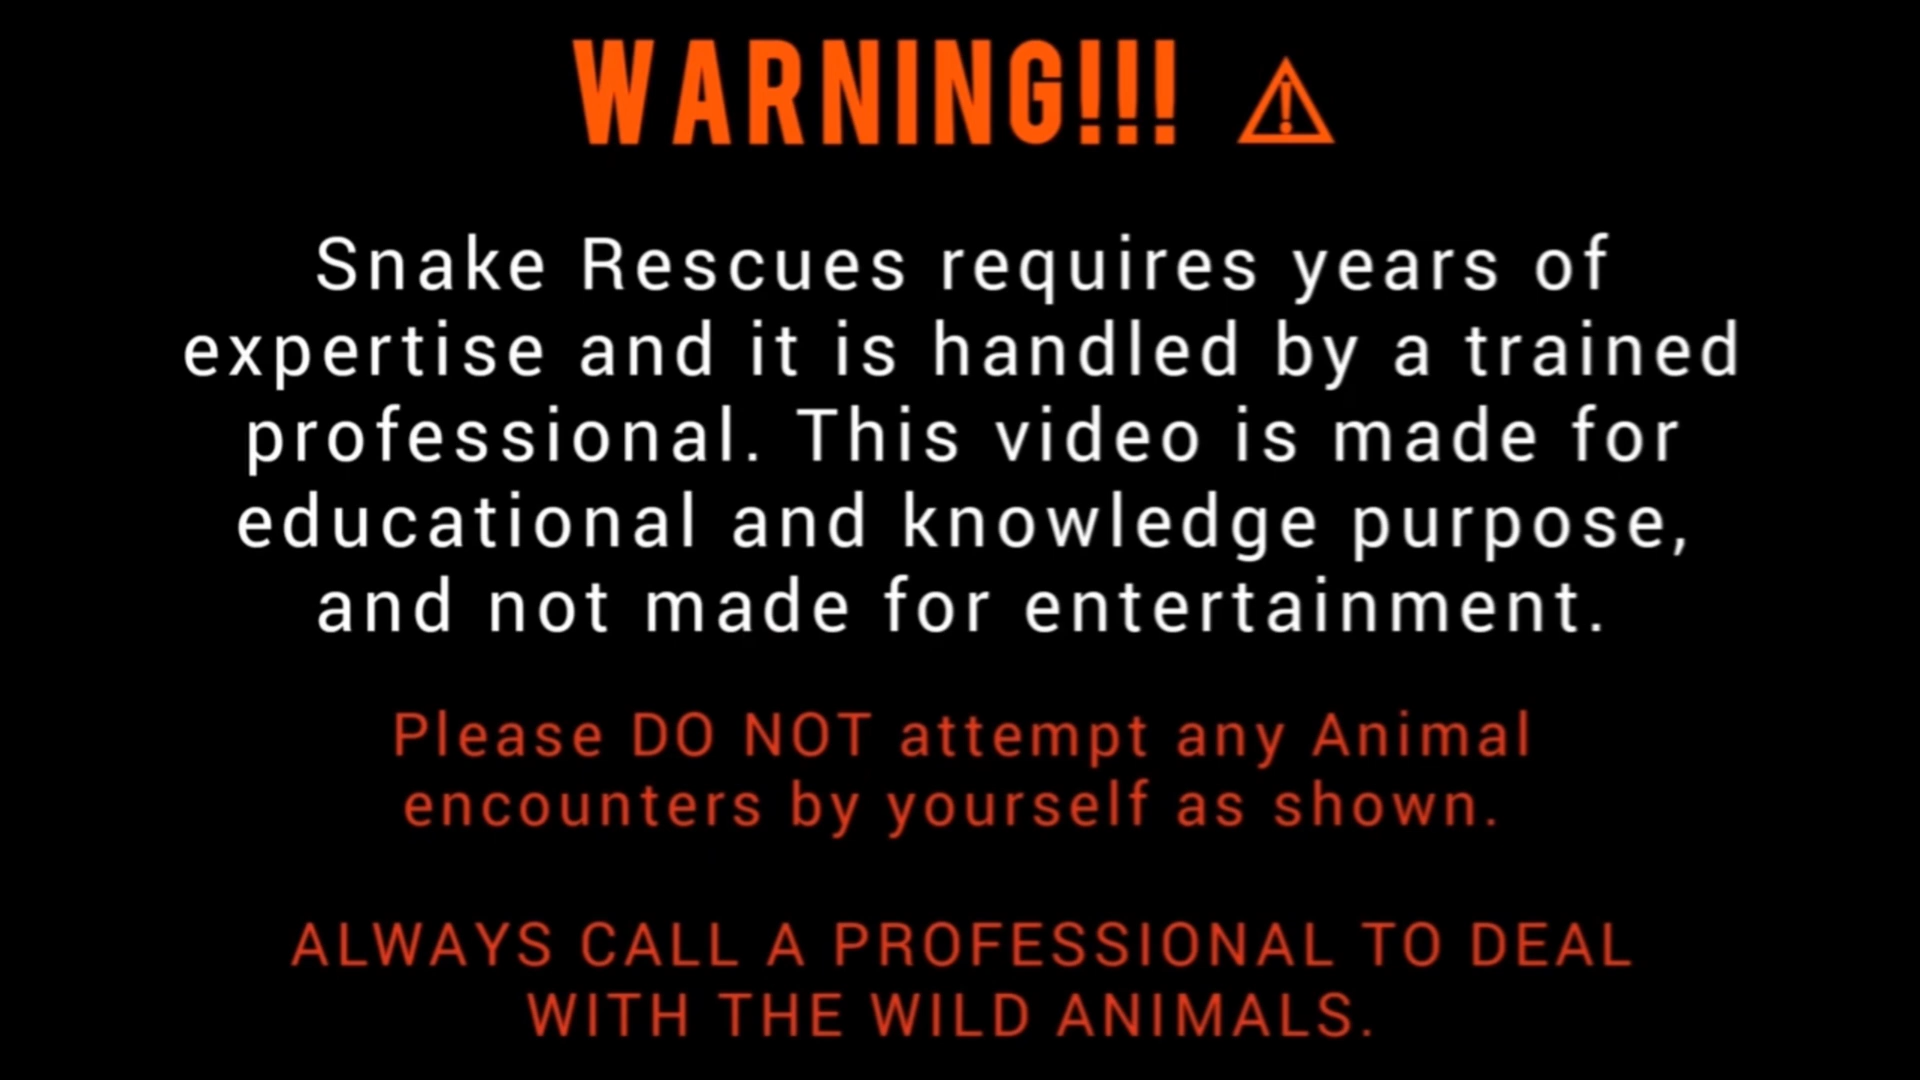 WARNING!!! ⚠
Snake Rescues requires years of
expertise and it is handled by a trained
professional. This video is made for
educational and knowledge purpose,
and not made for entertainment.
Please DO NOT attempt any Animal
encounters by yourself as shown.
ALWAYS CALL A PROFESSIONAL TO DEAL
WITH THE WILD ANIMALS.